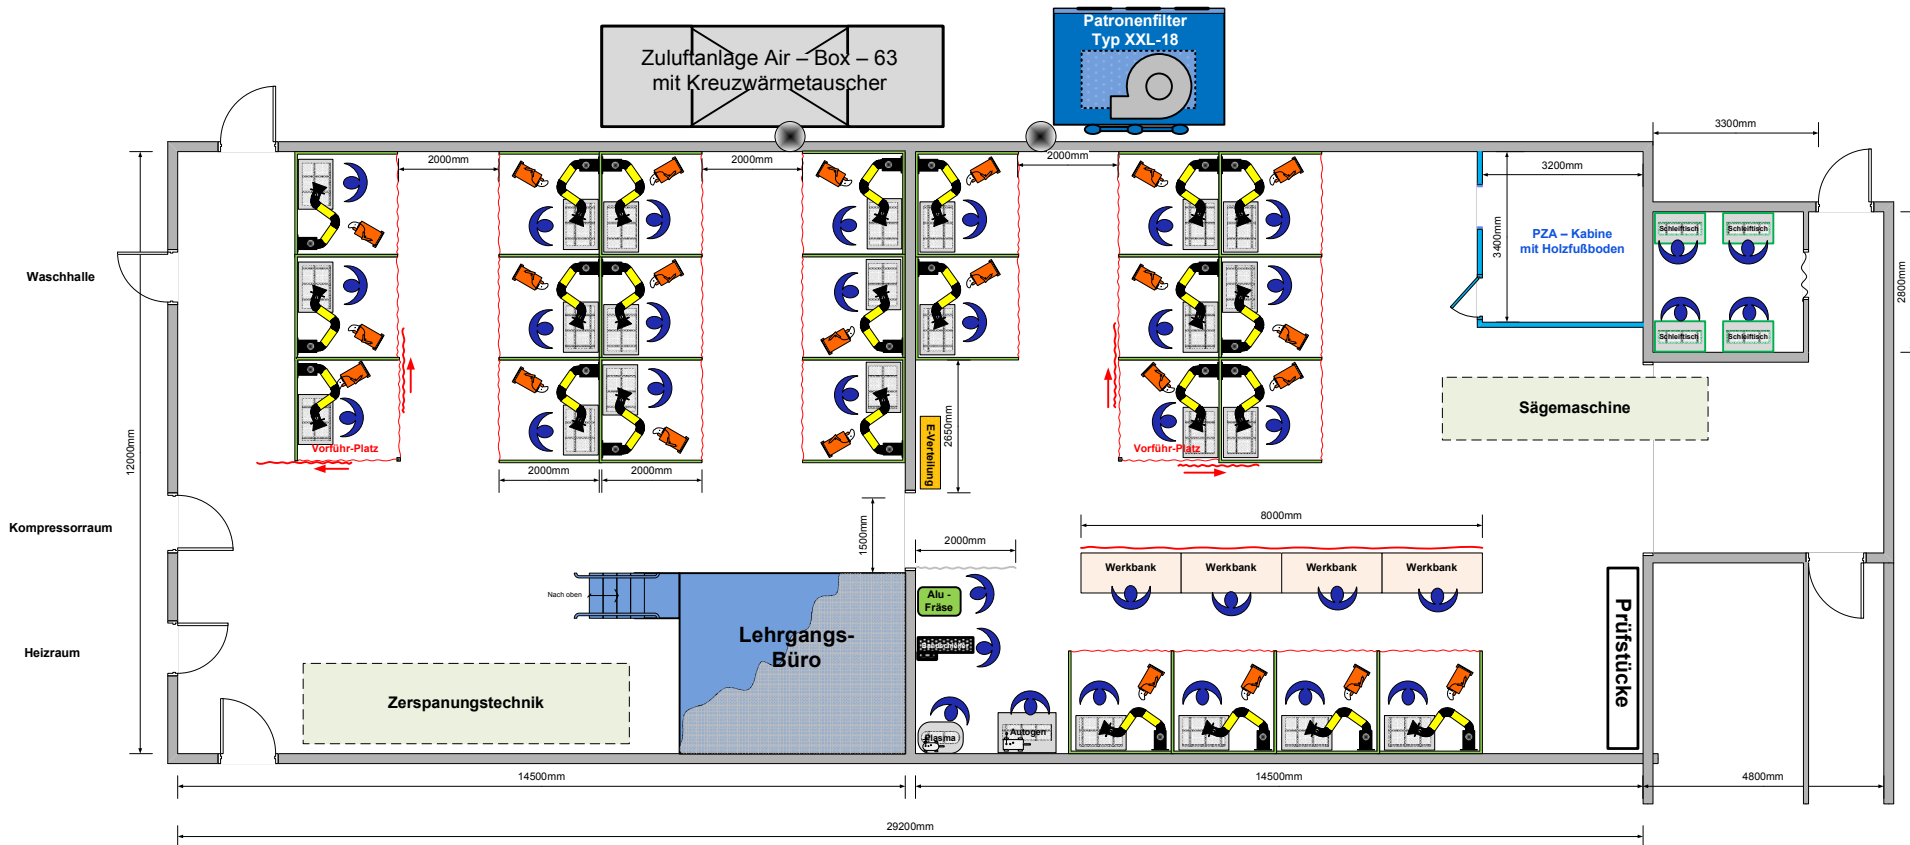 Zuluftanlage Air – Box – 63
mit Kreuzwärmetauscher
Patronenfilter
Typ XXL-18
3300mm
2000mm
2000mm
2000mm
3200mm
3400mm
PZA – Kabine
mit Holzfußboden
Schleiftisch
Schleiftisch
Schleiftisch
Schleiftisch
2800mm
Waschhalle
12000mm
Vorführ-Platz
2000mm
2000mm
E-Verteilung
2650mm
Vorführ-Platz
Sägemaschine
Kompressorraum
1500mm
2000mm
8000mm
Werkbank
Werkbank
Werkbank
Werkbank
Nach oben
Alu -
Fräse
Lehrgangs-
Büro
Heizraum
Zerspanungstechnik
Plasma
Autogen
Prüfstücke
14500mm
14500mm
4800mm
29200mm